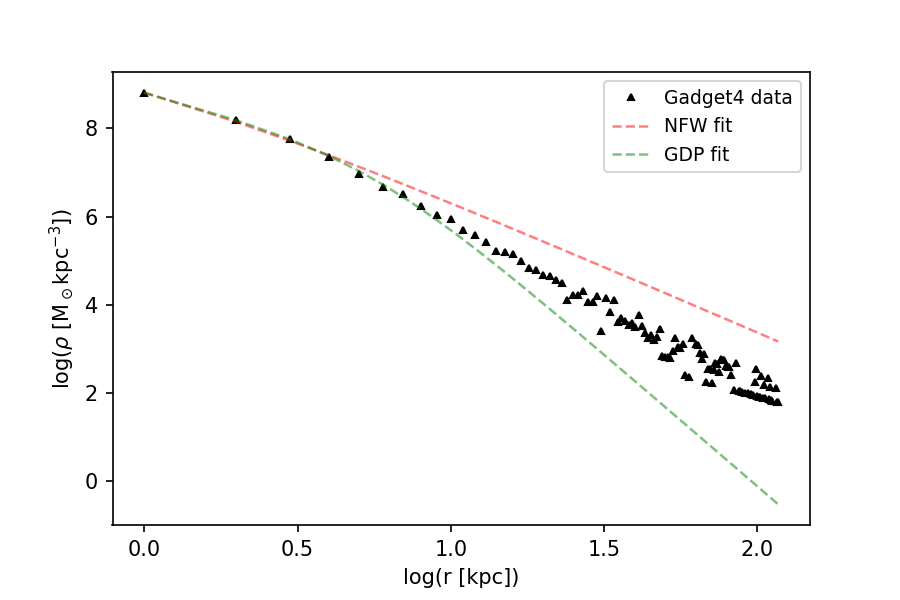 Gadget4 data
NFW fit
GDP fit
8
6
4
2
0
0.0 0.5 1.0 1.5 2.0
log(r [kpc])
log(ρ [M_⊙kpc⁻³])